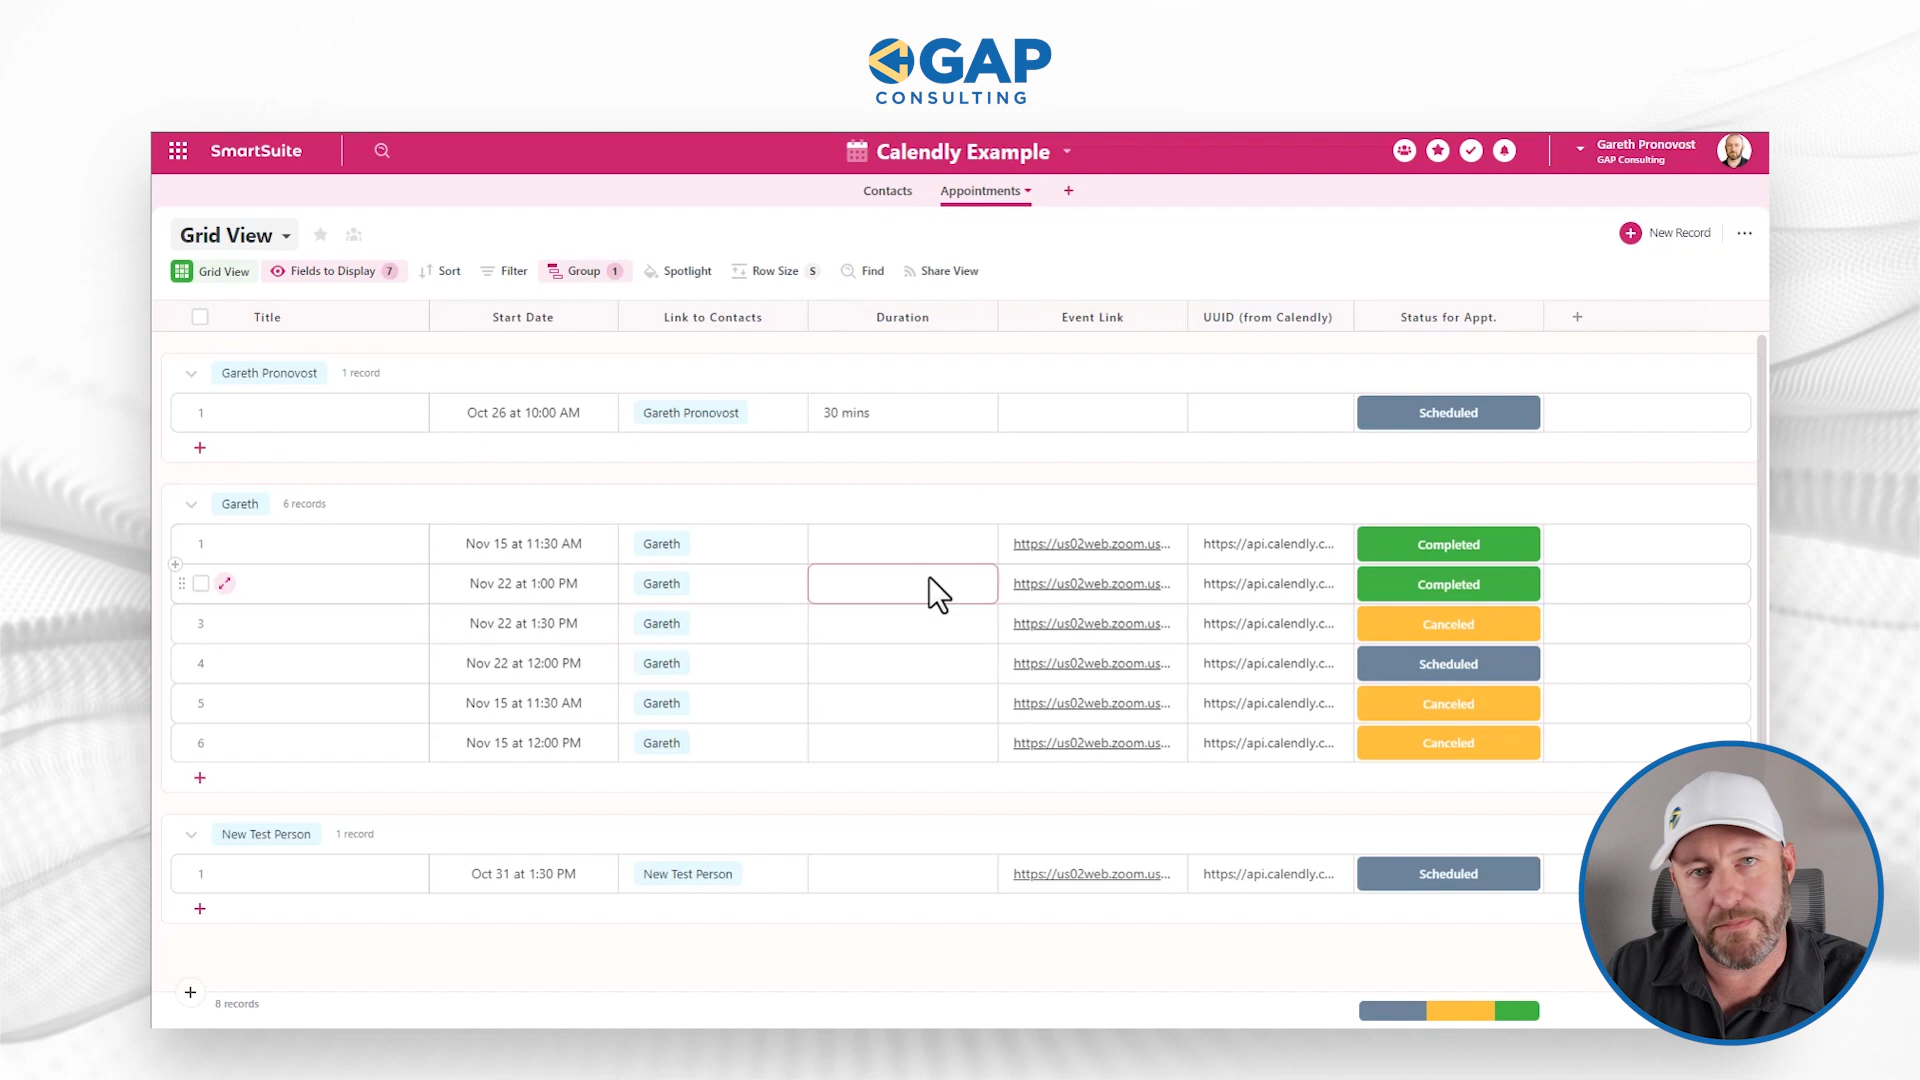 GAP
CONSULTING
SmartSuite
Calendly Example
Gareth Pronovost
GAP Consulting
Contacts
Appointments
Grid View
New Record
Grid View
Fields to Display 7
Sort
Filter
Group 1
Spotlight
Row Size S
Find
Share View
Title
Start Date
Link to Contacts
Duration
Event Link
UUID (from Calendly)
Status for Appt.
Gareth Pronovost 1 record
1 Oct 26 at 10:00 AM Gareth Pronovost 30 mins Scheduled
Gareth 6 records
1 Nov 15 at 11:30 AM Gareth https://us02web.zoom.us... https://api.calendly.c... Completed
Nov 22 at 1:00 PM Gareth https://us02web.zoom.us... https://api.calendly.c... Completed
3 Nov 22 at 1:30 PM Gareth https://us02web.zoom.us... https://api.calendly.c... Canceled
4 Nov 22 at 12:00 PM Gareth https://us02web.zoom.us... https://api.calendly.c... Scheduled
5 Nov 15 at 11:30 AM Gareth https://us02web.zoom.us... https://api.calendly.c... Canceled
6 Nov 15 at 12:00 PM Gareth https://us02web.zoom.us... https://api.calendly.c... Canceled
New Test Person 1 record
1 Oct 31 at 1:30 PM New Test Person https://us02web.zoom.us... https://api.calendly.c... Scheduled
8 records